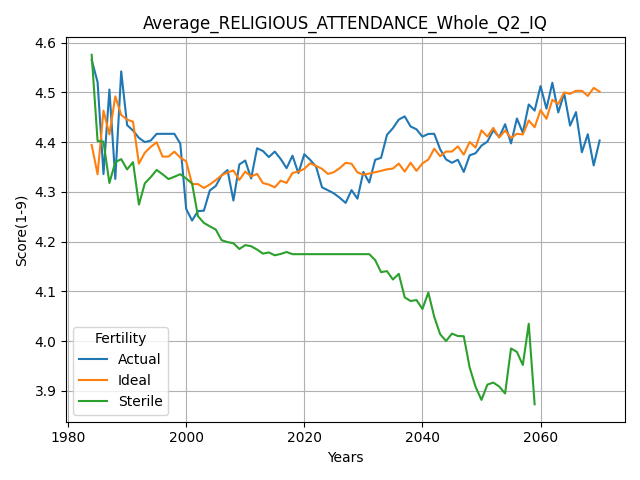 Average_RELIGIOUS_ATTENDANCE_Whole_Q2_IQ
Score(1-9)
4.6
4.5
4.4
4.3
4.2
4.1
4.0
3.9
Fertility
Actual
Ideal
Sterile
1980
2000
2020
2040
2060
Years